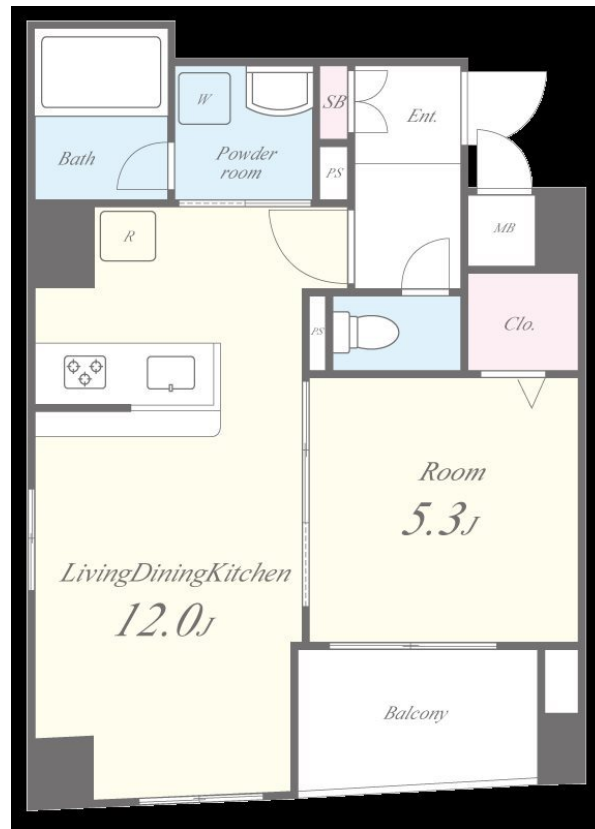 W
SB
Ent.
Bath
Powder
room
PS
R
MB
PS
Clo.
Room
5.3J
LivingDiningKitchen
12.0J
Balcony